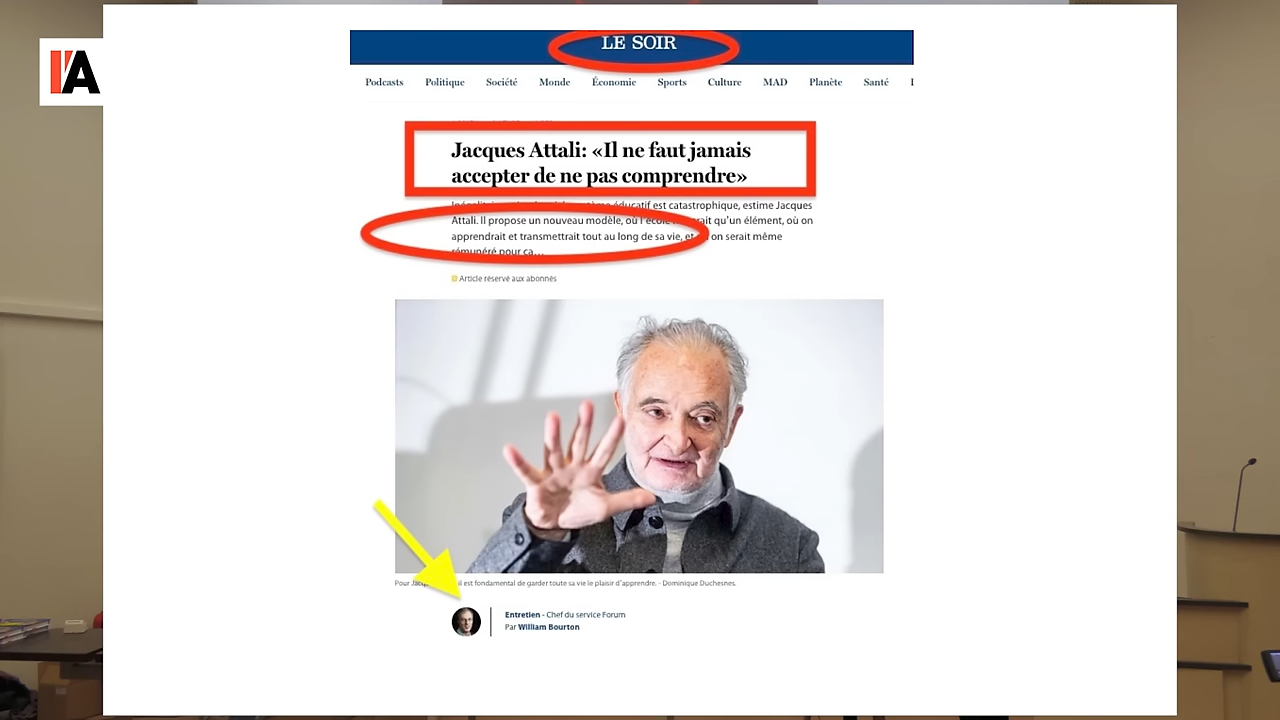 I'A
LE SOIR
Podcasts Politique Société Monde Économie Sports Culture MAD Planète Santé
Jacques Attali: «Il ne faut jamais
accepter de ne pas comprendre»
éducatif est catastrophique, estime Jacques
Attali. Il propose un nouveau modèle, où l'école qu'un élément, où on
apprendrait et transmettrait tout au long de sa vie, et on serait même
rémunéré pour ça…
Article réservé aux abonnés
Pour il est fondamental de garder toute sa vie le plaisir d'apprendre. - Dominique Duchesnes.
Entretien - Chef du service Forum
Par William Bourton